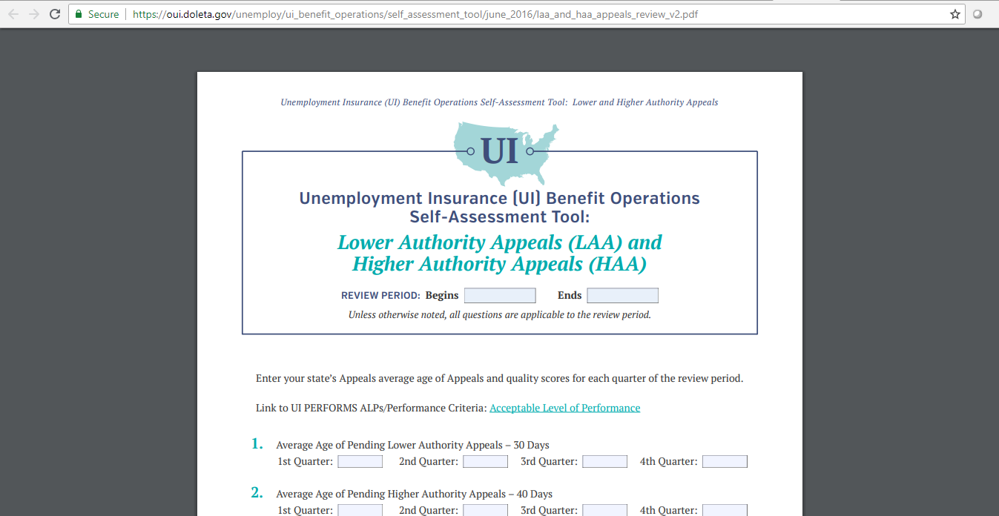 Secure https://oui.doleta.gov/unemploy/ui_benefit_operations/self_assessment_tool/june_2016/laa_and_haa_appeals_review_v2.pdf
Unemployment Insurance (UI) Benefit Operations Self-Assessment Tool: Lower and Higher Authority Appeals
UI
Unemployment Insurance (UI) Benefit Operations
Self-Assessment Tool:
Lower Authority Appeals (LAA) and
Higher Authority Appeals (HAA)
REVIEW PERIOD: Begins Ends
Unless otherwise noted, all questions are applicable to the review period.
Enter your state's Appeals average age of Appeals and quality scores for each quarter of the review period.
Link to UI PERFORMS ALPs/Performance Criteria: Acceptable Level of Performance
1. Average Age of Pending Lower Authority Appeals – 30 Days
1st Quarter: 2nd Quarter: 3rd Quarter: 4th Quarter:
2. Average Age of Pending Higher Authority Appeals – 40 Days
1st Quarter: 2nd Quarter: 3rd Quarter: 4th Quarter: